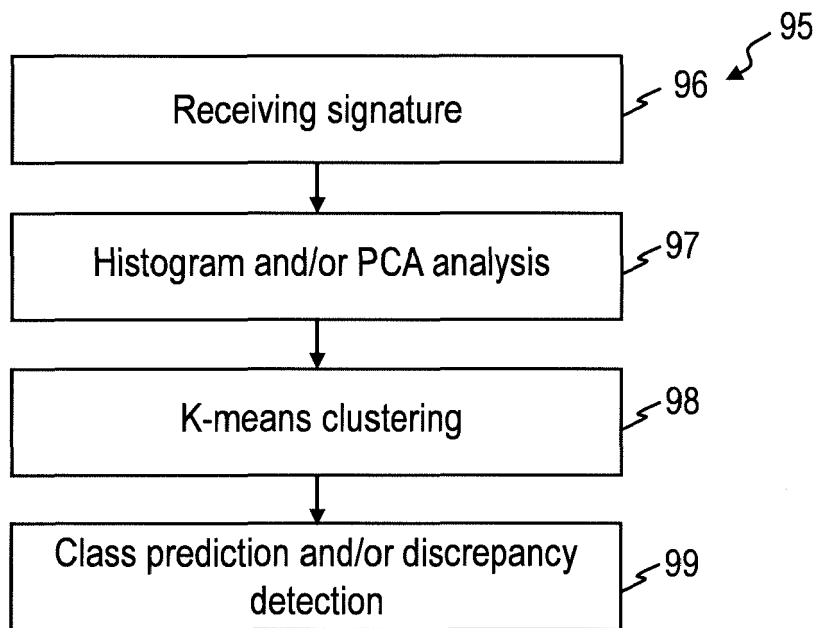 95
Receiving signature
96
Histogram and/or PCA analysis
97
K-means clustering
98
Class prediction and/or discrepancy
detection
99